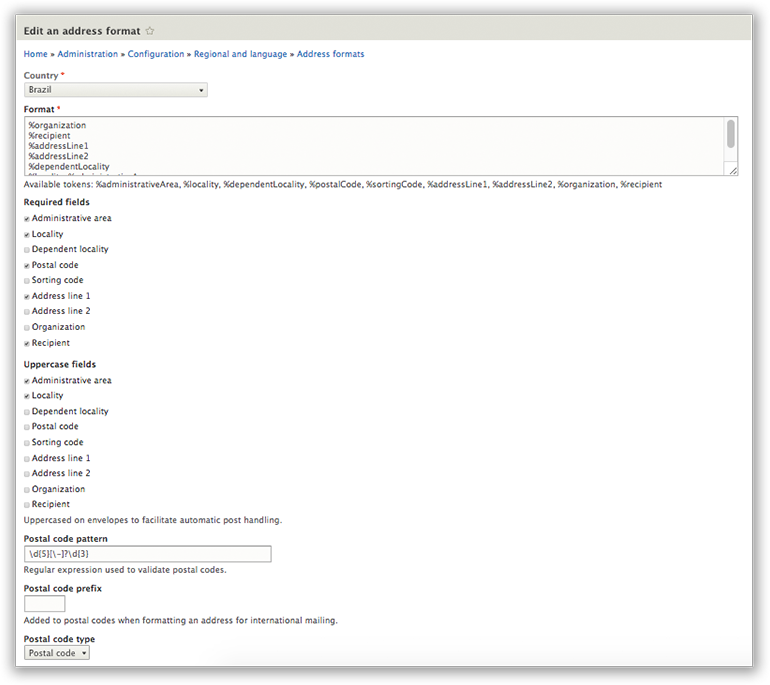 Edit an address format
Home » Administration » Configuration » Regional and language » Address formats
Country *
Brazil
Format *
%organization
%recipient
%addressLine1
%addressLine2
%dependentLocality
Available tokens: %administrativeArea, %locality, %dependentLocality, %postalCode, %sortingCode, %addressLine1, %addressLine2, %organization, %recipient
Required fields
Administrative area
Locality
Dependent locality
Postal code
Sorting code
Address line 1
Address line 2
Organization
Recipient
Uppercase fields
Administrative area
Locality
Dependent locality
Postal code
Sorting code
Address line 1
Address line 2
Organization
Recipient
Uppercased on envelopes to facilitate automatic post handling.
Postal code pattern
\d{5}[\-]?\d{3}
Regular expression used to validate postal codes.
Postal code prefix
Added to postal codes when formatting an address for international mailing.
Postal code type
Postal code